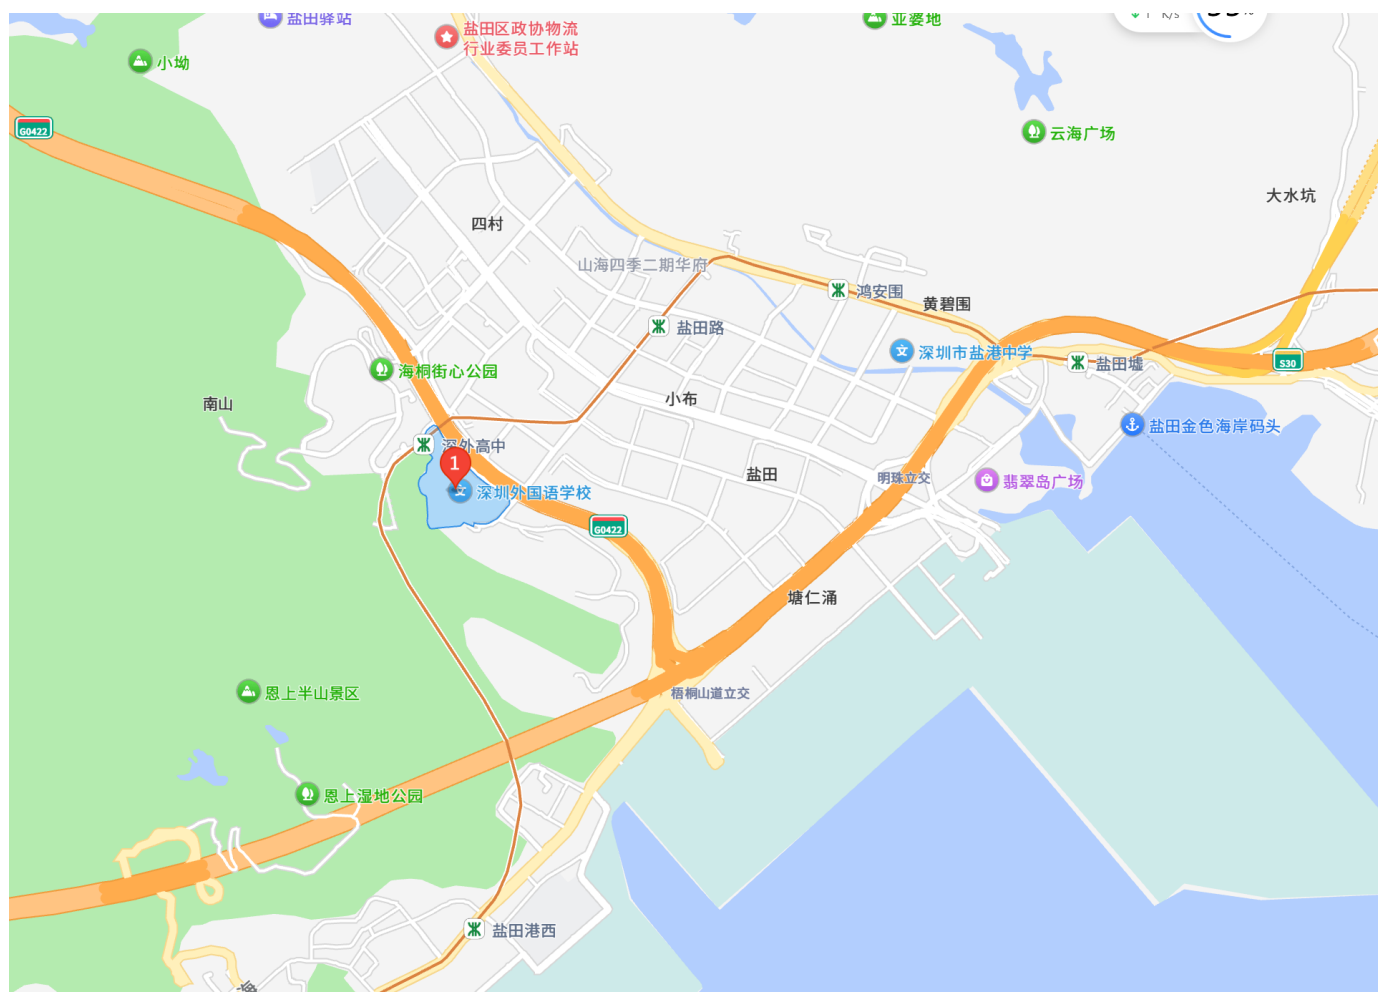 盐田驿站
盐田区政协物流
行业委员工作站
亚婆地
K/s
小坳
G0422
云海广场
大水坑
四村
山海四季二期华府
鸿安围
黄碧围
盐田路
深圳市盐港中学
盐田墟
S30
海桐街心公园
南山
小布
盐田金色海岸码头
深外高中
1
深圳外国语学校
盐田
明珠立交
翡翠岛广场
G0422
塘仁涌
恩上半山景区
梧桐山道立交
恩上湿地公园
盐田港西
海